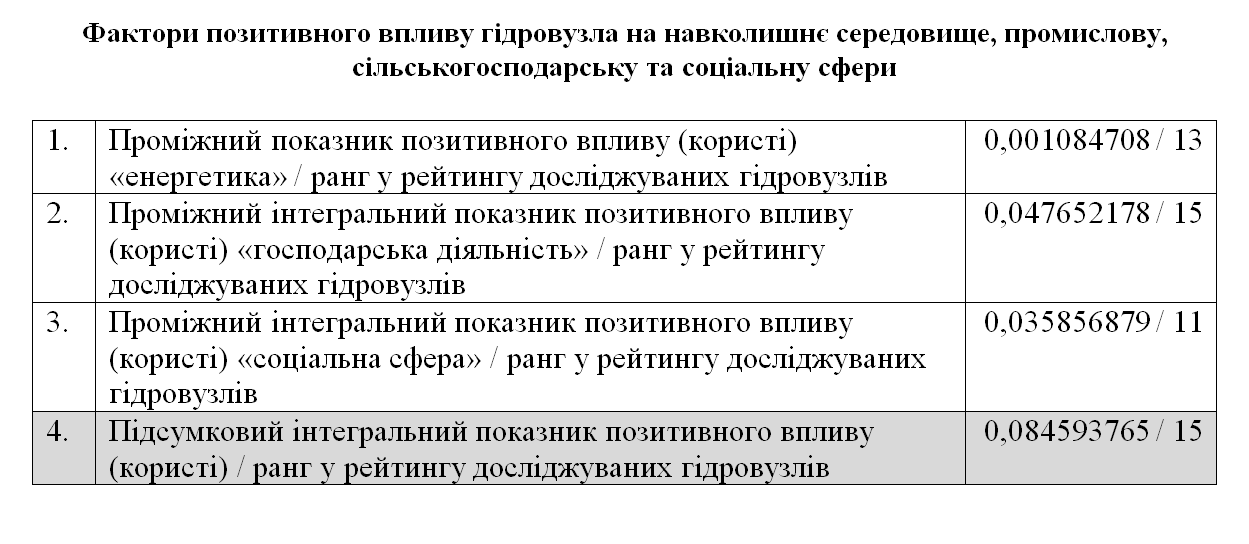 Фактори позитивного впливу гідровузла на навколишнє середовище, промислову,
сільськогосподарську та соціальну сфери
1. Проміжний показник позитивного впливу (користі) 0,001084708 / 13
«енергетика» / ранг у рейтингу досліджуваних гідровузлів
2. Проміжний інтегральний показник позитивного впливу 0,047652178 / 15
(користі) «господарська діяльність» / ранг у рейтингу
досліджуваних гідровузлів
3. Проміжний інтегральний показник позитивного впливу 0,035856879 / 11
(користі) «соціальна сфера» / ранг у рейтингу досліджуваних
гідровузлів
4. Підсумковий інтегральний показник позитивного впливу 0,084593765 / 15
(користі) / ранг у рейтингу досліджуваних гідровузлів